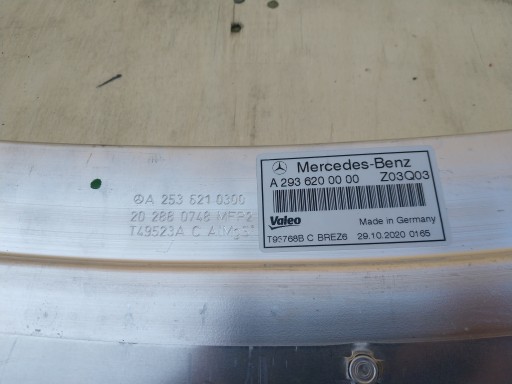 A 253 621 0300
20 288 0748 MFP2
T49523A C
Mercedes-Benz
A 293 620 00 00 Z03Q03
Valeo Made in Germany
T93768B C BREZ6 29.10.2020 0165